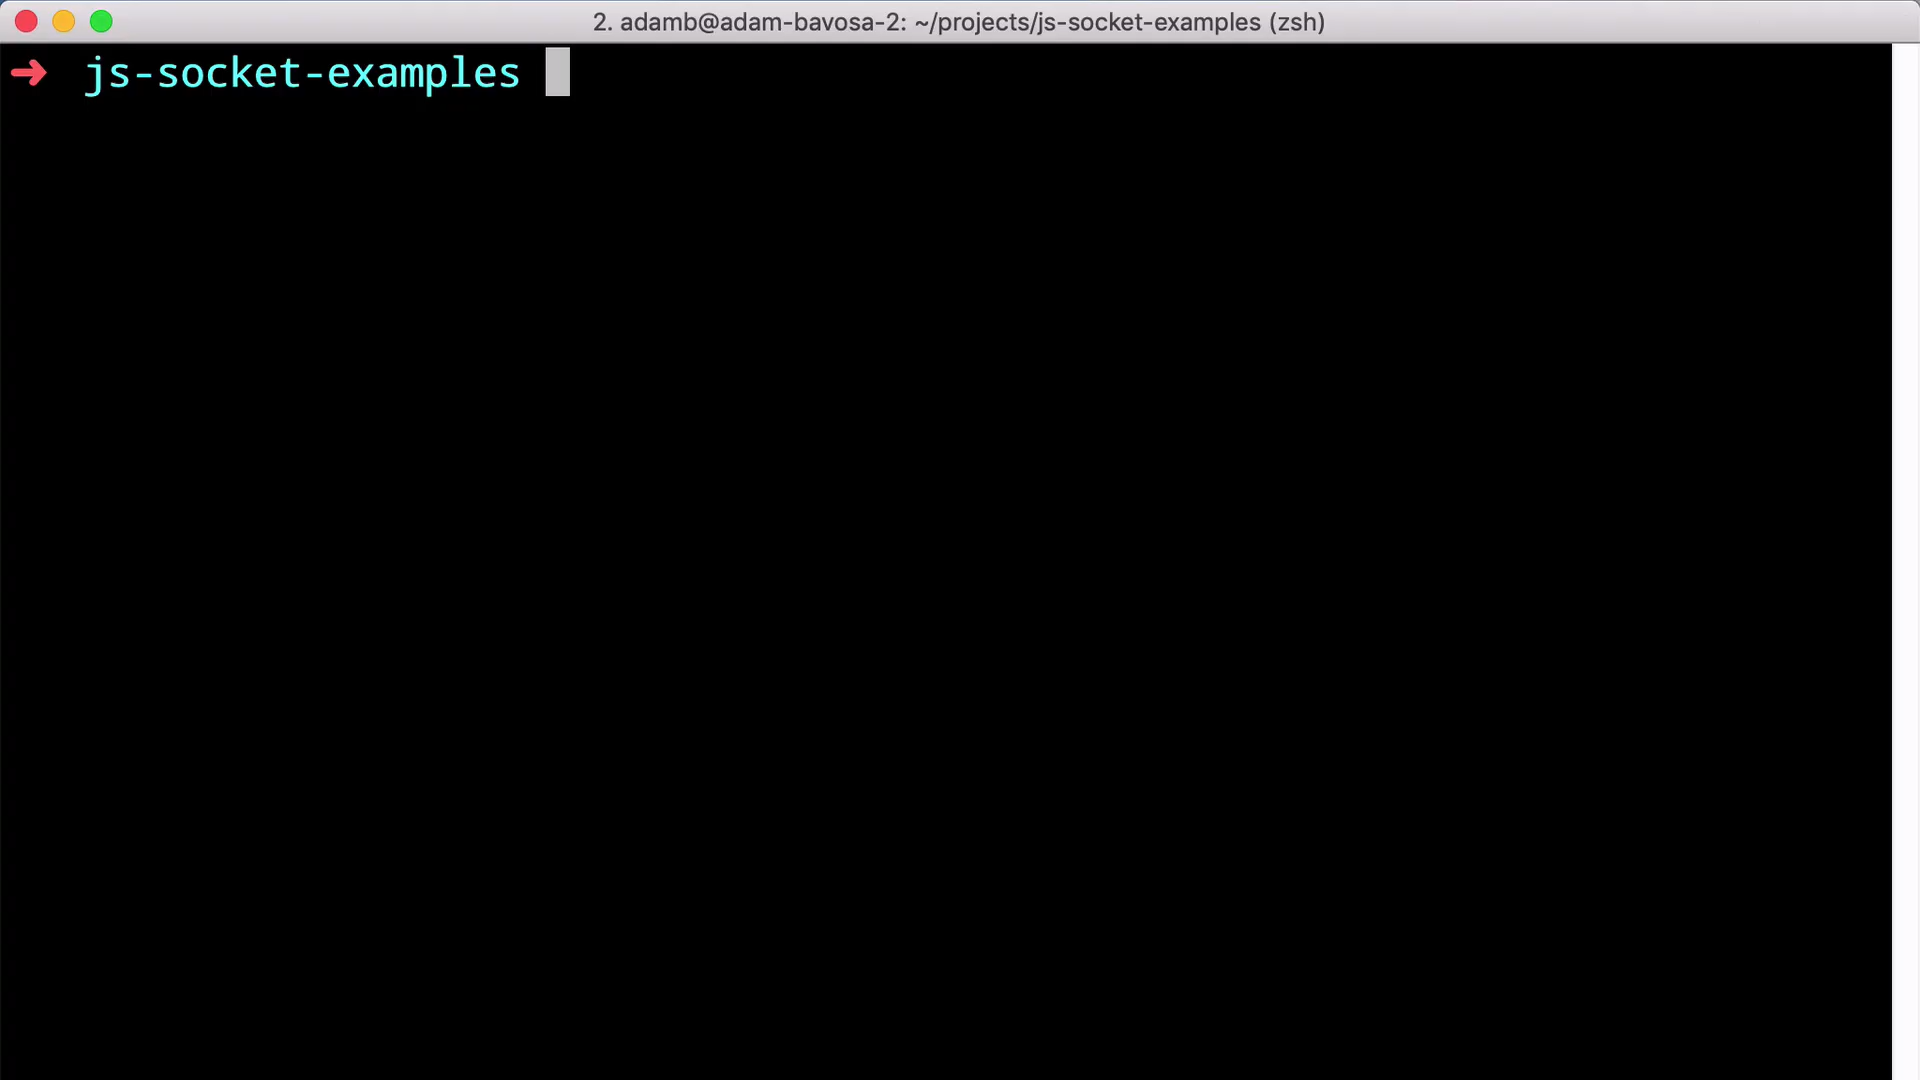 2. adamb@adam-bavosa-2: ~/projects/js-socket-examples (zsh)
➜ js-socket-examples